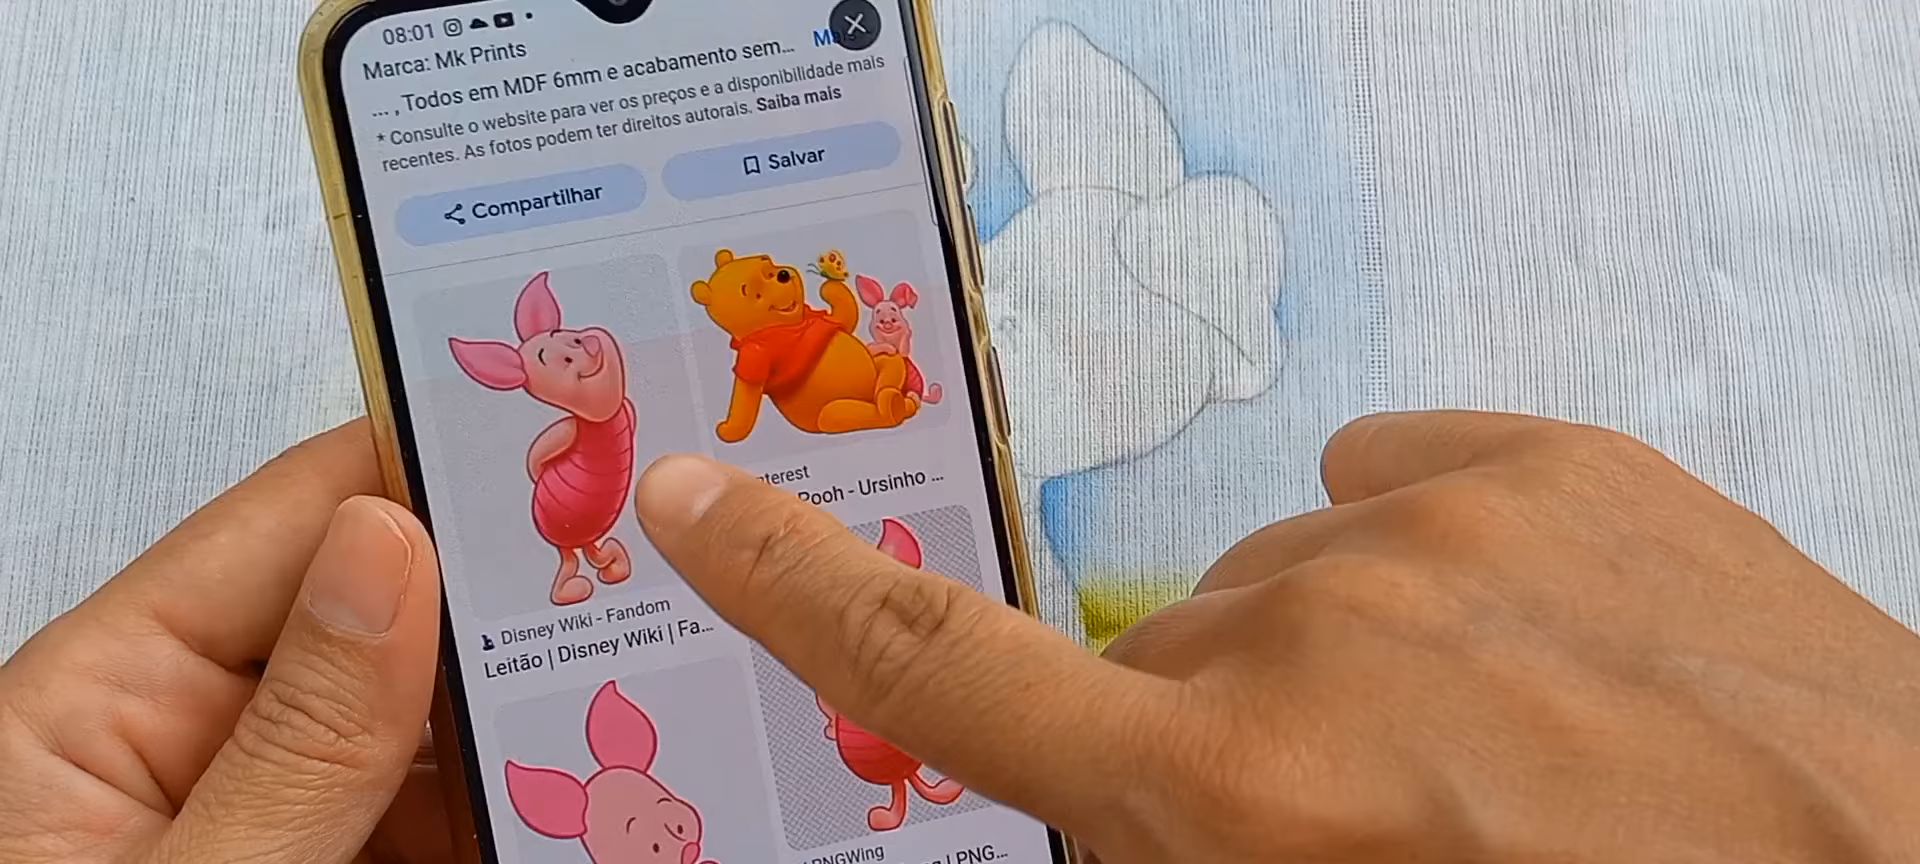 08:01
Marca: Mk Prints
... , Todos em MDF 6mm e acabamento sem...
* Consulte o website para ver os preços e a disponibilidade mais
recentes. As fotos podem ter direitos autorais. Saiba mais
Compartilhar
Salvar
Disney Wiki - Fandom
Leitão | Disney Wiki | Fa...
Pooh - Ursinho ...
PNGWing
| PNG...